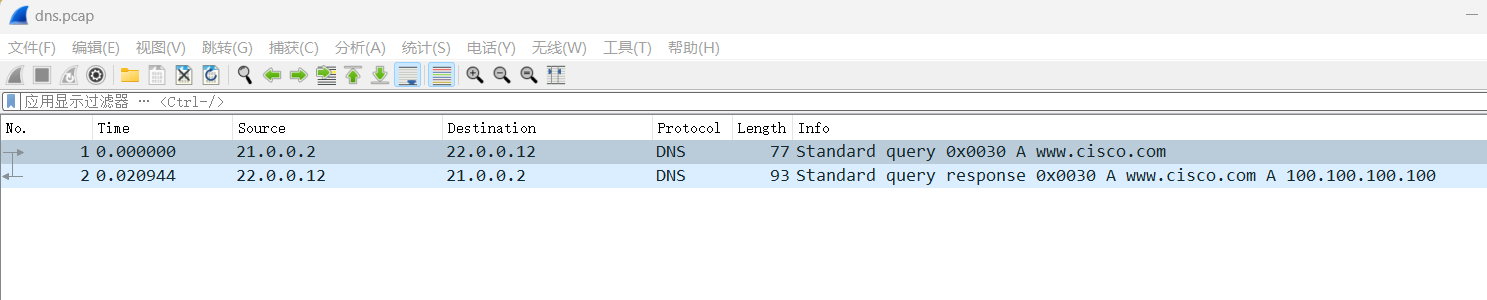 dns.pcap
文件(F) 编辑(E) 视图(V) 跳转(G) 捕获(C) 分析(A) 统计(S) 电话(Y) 无线(W) 工具(T) 帮助(H)
应用显示过滤器 … <Ctrl-/>
No. Time Source Destination Protocol Length Info
1 0.000000 21.0.0.2 22.0.0.12 DNS 77 Standard query 0x0030 A www.cisco.com
2 0.020944 22.0.0.12 21.0.0.2 DNS 93 Standard query response 0x0030 A www.cisco.com A 100.100.100.100